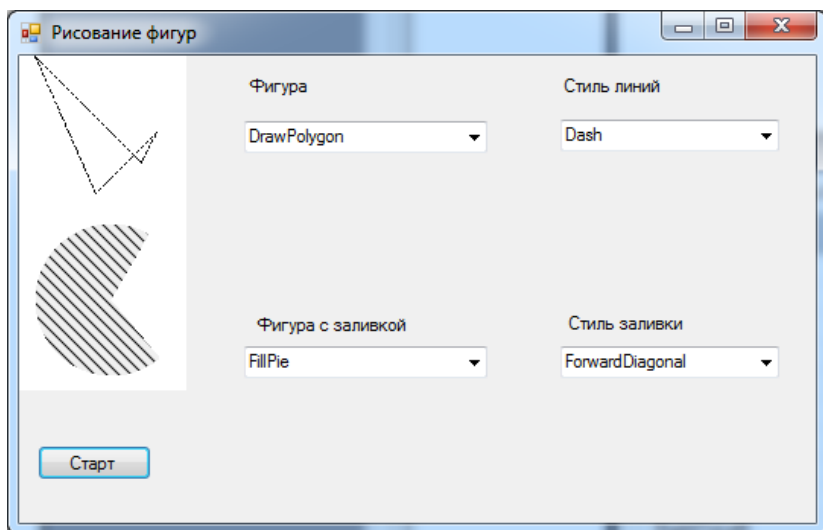 Рисование фигур
Фигура
Стиль линий
DrawPolygon
Dash
Фигура с заливкой
Стиль заливки
FillPie
ForwardDiagonal
Старт